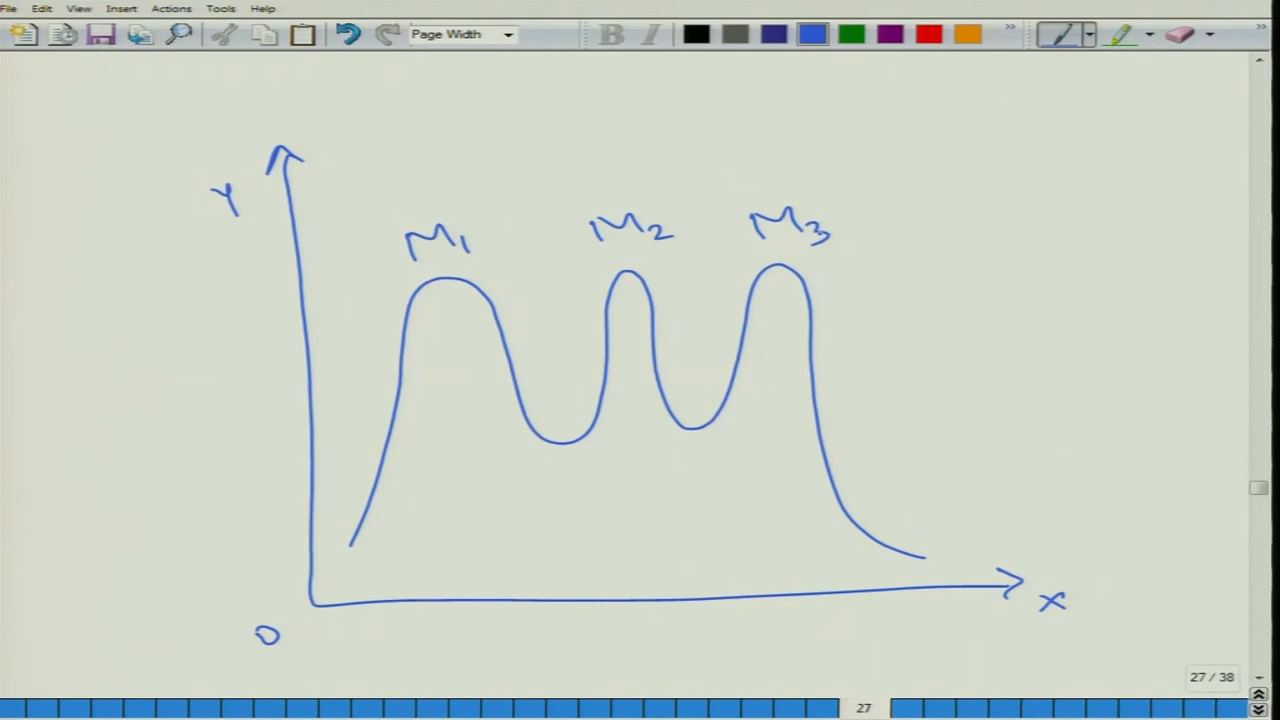 File Edit View Insert Actions Tools Help
Page Width
B I
Y
M1 M2 M3
X
O
27 / 38
27